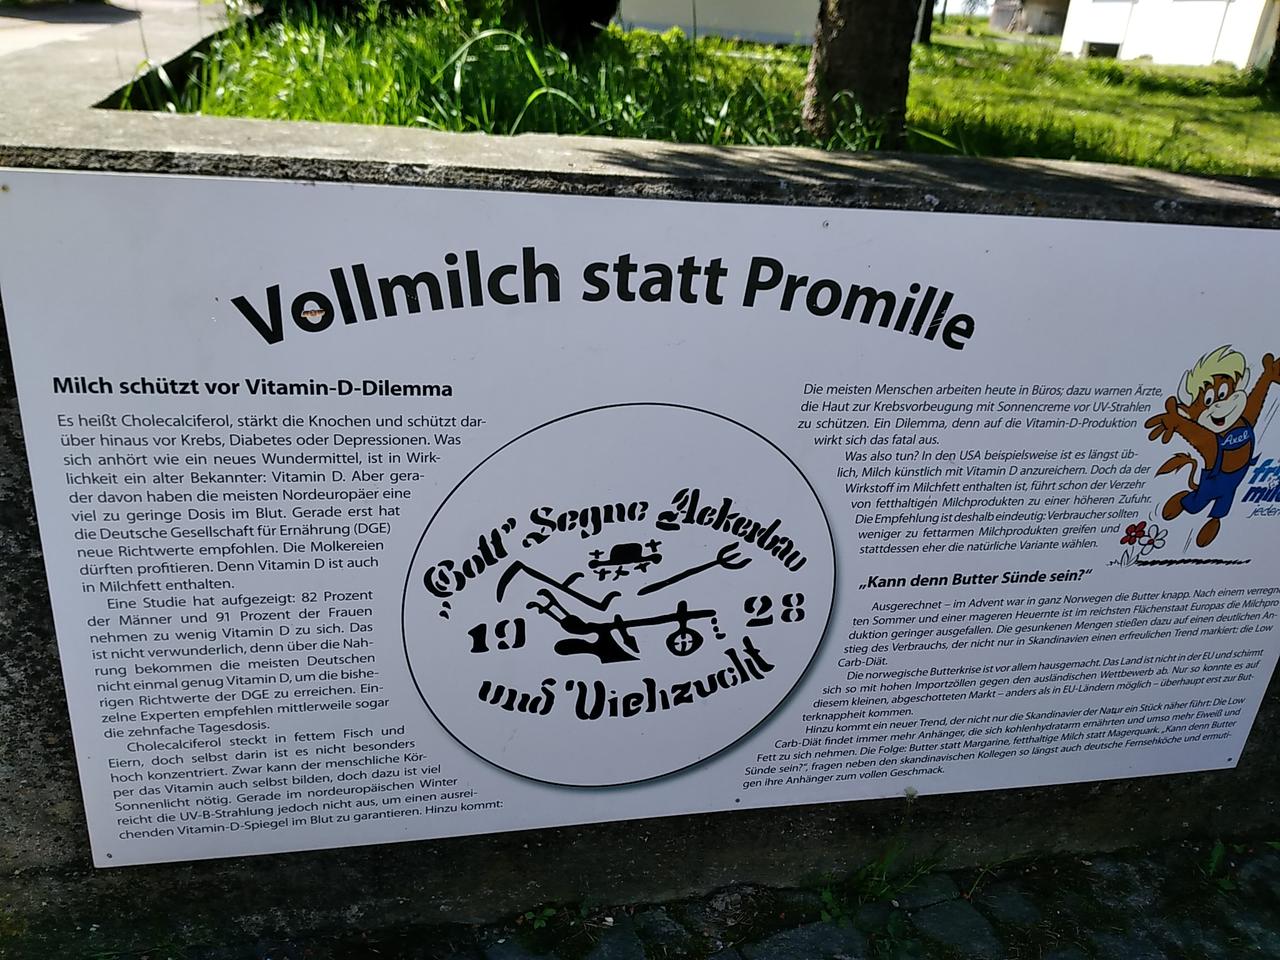 Vollmilch statt Promille
Milch schützt vor Vitamin-D-Dilemma
Es heißt Cholecalciferol, stärkt die Knochen und schützt dar-
über hinaus vor Krebs, Diabetes oder Depressionen. Was
sich anhört wie ein neues Wundermittel, ist in Wirk-
lichkeit ein alter Bekannter: Vitamin D. Aber gera-
der davon haben die meisten Nordeuropäer eine
viel zu geringe Dosis im Blut. Gerade erst hat
die Deutsche Gesellschaft für Ernährung (DGE)
neue Richtwerte empfohlen. Die Molkereien
dürften profitieren. Denn Vitamin D ist auch
in Milchfett enthalten.
Eine Studie hat aufgezeigt: 82 Prozent
der Männer und 91 Prozent der Frauen
nehmen zu wenig Vitamin D zu sich. Das
ist nicht verwunderlich, denn über die Nah-
rung bekommen die meisten Deutschen
nicht einmal genug Vitamin D, um die bishe-
rigen Richtwerte der DGE zu erreichen. Ein-
zelne Experten empfehlen mittlerweile sogar
die zehnfache Tagesdosis.
Cholecalciferol steckt in fettem Fisch und
Eiern, doch selbst darin ist es nicht besonders
hoch konzentriert. Zwar kann der menschliche Kör-
per das Vitamin auch selbst bilden, doch dazu ist viel
Sonnenlicht nötig. Gerade im nordeuropäischen Winter
reicht die UV-B-Strahlung jedoch nicht aus, um einen ausrei-
chenden Vitamin-D-Spiegel im Blut zu garantieren. Hinzu kommt:
„Gott" Segne Ackerbau
19 28
und Viehzucht
Die meisten Menschen arbeiten heute in Büros; dazu warnen Ärzte,
die Haut zur Krebsvorbeugung mit Sonnencreme vor UV-Strahlen
zu schützen. Ein Dilemma, denn auf die Vitamin-D-Produktion
wirkt sich das fatal aus.
Was also tun? In den USA beispielsweise ist es längst üb-
lich, Milch künstlich mit Vitamin D anzureichern. Doch da der
Wirkstoff im Milchfett enthalten ist, führt schon der Verzehr
von fetthaltigen Milchprodukten zu einer höheren Zufuhr.
Die Empfehlung ist deshalb eindeutig: Verbraucher sollten
weniger zu fettarmen Milchprodukten greifen und
stattdessen eher die natürliche Variante wählen.
Axel
„Kann denn Butter Sünde sein?"
Ausgerechnet – im Advent war in ganz Norwegen die Butter knapp. Nach einem verregne
ten Sommer und einer mageren Heuernte ist im reichsten Flächenstaat Europas die Milchpro
duktion geringer ausgefallen. Die gesunkenen Mengen stießen dazu auf einen deutlichen An-
stieg des Verbrauchs, der nicht nur in Skandinavien einen erfreulichen Trend markiert: die Low
Carb-Diät.
Die norwegische Butterkrise ist vor allem hausgemacht. Das Land ist nicht in der EU und schirmt
sich so mit hohen Importzöllen gegen den ausländischen Wettbewerb ab. Nur so konnte es auf
diesem kleinen, abgeschotteten Markt – anders als in EU-Ländern möglich – überhaupt erst zur But-
terknappheit kommen.
Hinzu kommt ein neuer Trend, der nicht nur die Skandinavier der Natur ein Stück näher führt: Die Low
Carb-Diät findet immer mehr Anhänger, die sich kohlenhydratarm ernährten und umso mehr Eiweiß und
Fett zu sich nehmen. Die Folge: Butter statt Margarine, fetthaltige Milch statt Magerquark. „Kann denn Butter
Sünde sein?", fragen neben den skandinavischen Kollegen so längst auch deutsche Fernsehköche und ermuti-
gen ihre Anhänger zum vollen Geschmack.